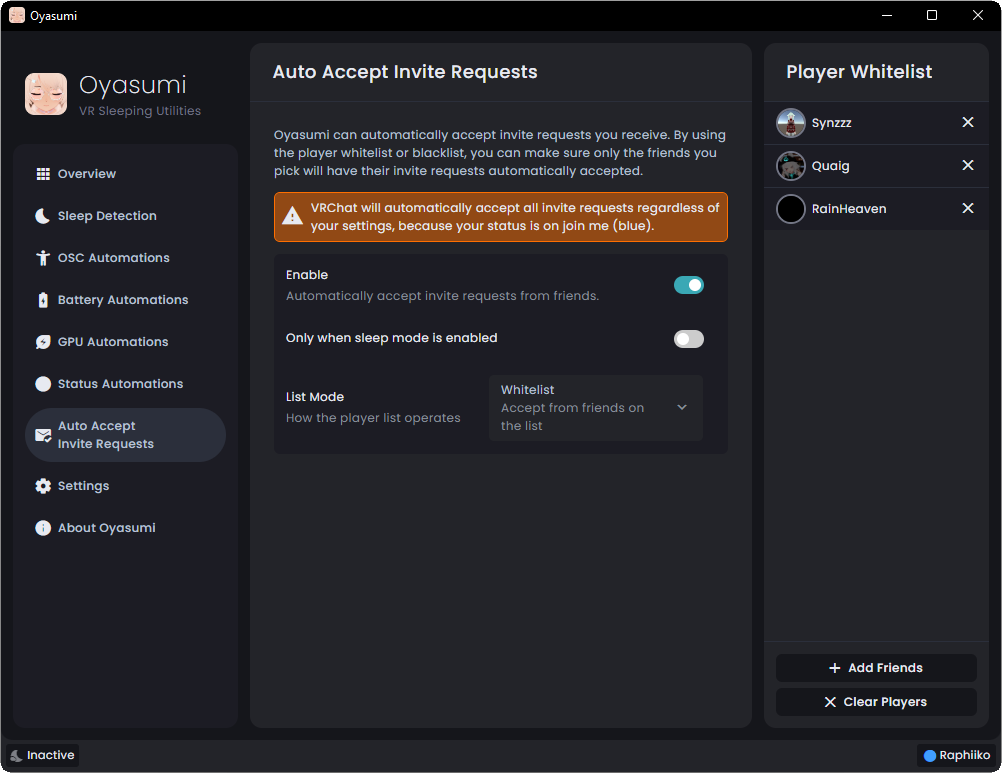 Oyasumi
Oyasumi
VR Sleeping Utilities
Overview
Sleep Detection
OSC Automations
Battery Automations
GPU Automations
Status Automations
Auto Accept
Invite Requests
Settings
About Oyasumi
Auto Accept Invite Requests
Oyasumi can automatically accept invite requests you receive. By using
the player whitelist or blacklist, you can make sure only the friends you
pick will have their invite requests automatically accepted.
VRChat will automatically accept all invite requests regardless of
your settings, because your status is on join me (blue).
Enable
Automatically accept invite requests from friends.
Only when sleep mode is enabled
List Mode
How the player list operates
Whitelist
Accept from friends on
the list
Player Whitelist
Synzzz
Quaig
RainHeaven
Add Friends
Clear Players
Inactive
Raphiiko